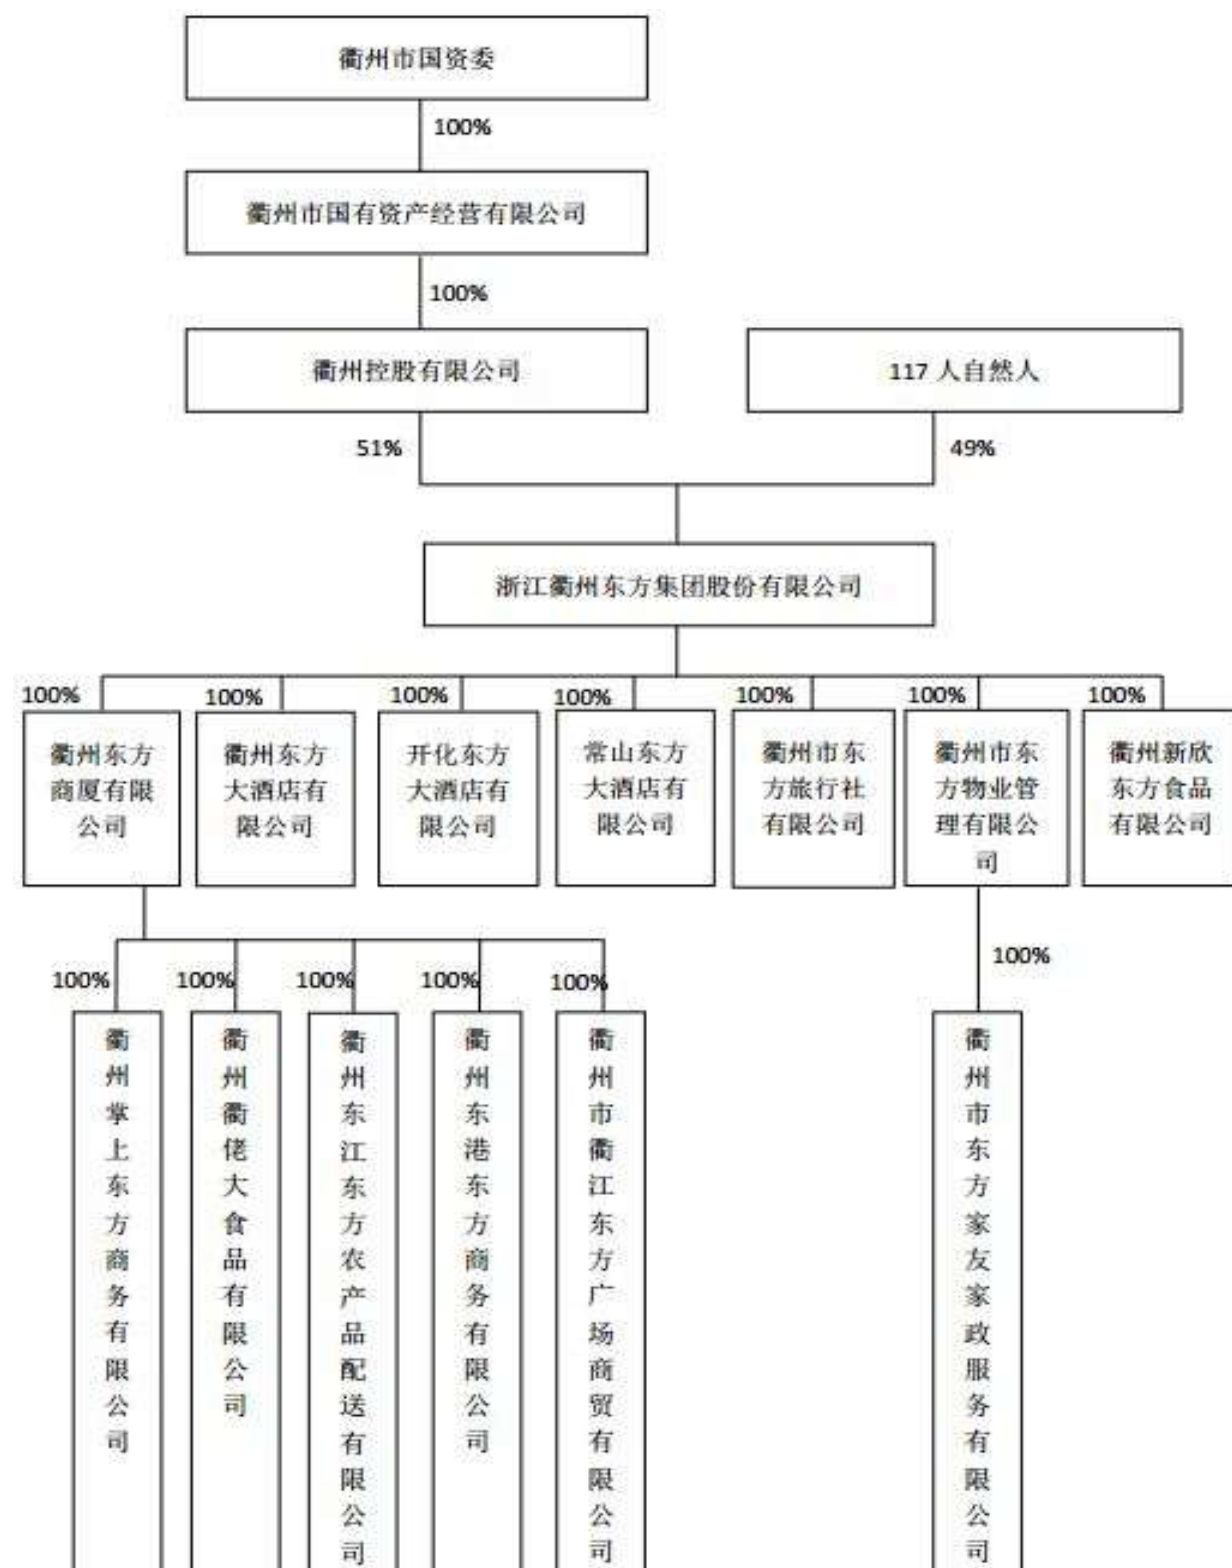 衢州市国资委
100%
衢州市国有资产经营有限公司
100%
衢州控股有限公司
117 人自然人
51%
49%
浙江衢州东方集团股份有限公司
100%
100%
100%
100%
100%
100%
100%
衢州东方
商厦有限
公司
衢州东方
大酒店有
限公司
开化东方
大酒店有
限公司
常山东方
大酒店有
限公司
衢州市东
方旅行社
有限公司
衢州市东
方物业管
理有限公
司
衢州新欣
东方食品
有限公司
100%
100%
100%
100%
100%
100%
衢州掌上东方商务有限公司
衢州衢佬大食品有限公司
衢州东江东方农产品配送有限公司
衢州东港东方商务有限公司
衢州市衢江东方广场商贸有限公司
衢州市东方家友家政服务有限公司